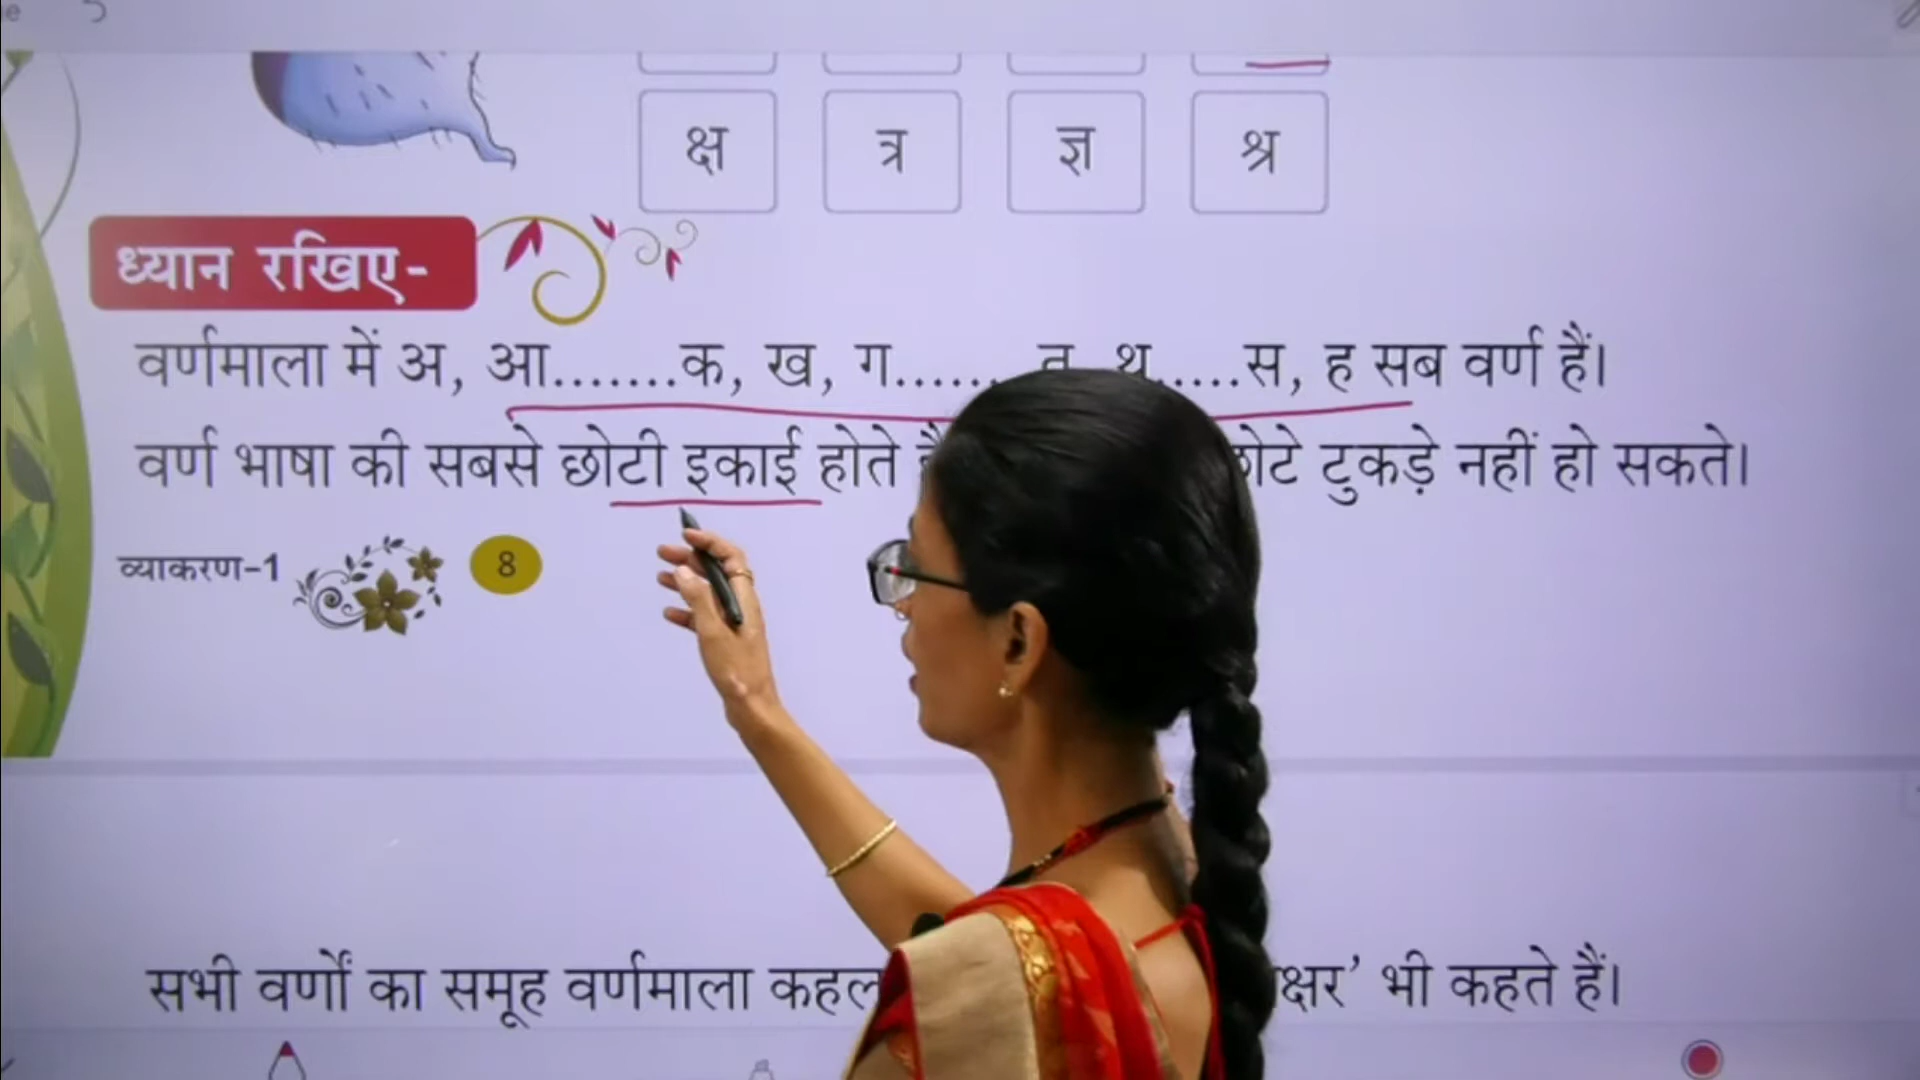 क्ष त्र ज्ञ श्र
ध्यान रखिए-
वर्णमाला में अ, आ.......क, ख, ग...... त थ.....स, ह सब वर्ण हैं।
वर्ण भाषा की सबसे छोटी इकाई होते टुकड़े नहीं हो सकते।
व्याकरण-1
8
सभी वर्णों का समूह वर्णमाला भी कहते हैं।